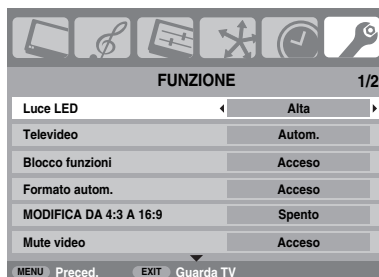 FUNZIONE 1/2
Luce LED Alta
Televideo Autom.
Blocco funzioni Acceso
Formato autom. Acceso
MODIFICA DA 4:3 A 16:9 Spento
Mute video Acceso
MENU Preced. EXIT Guarda TV